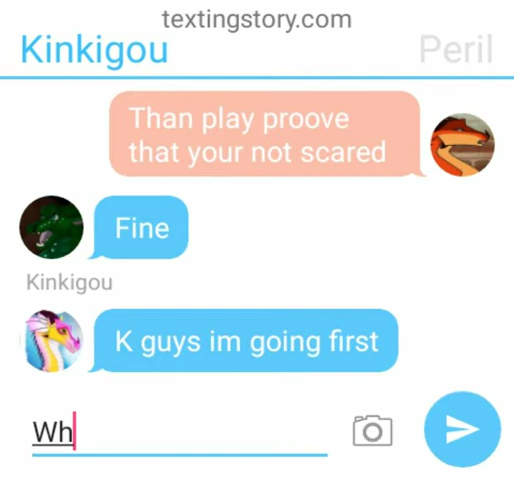 textingstory.com
Kinkigou
Peril
Than play proove
that your not scared
Fine
Kinkigou
K guys im going first
Wh